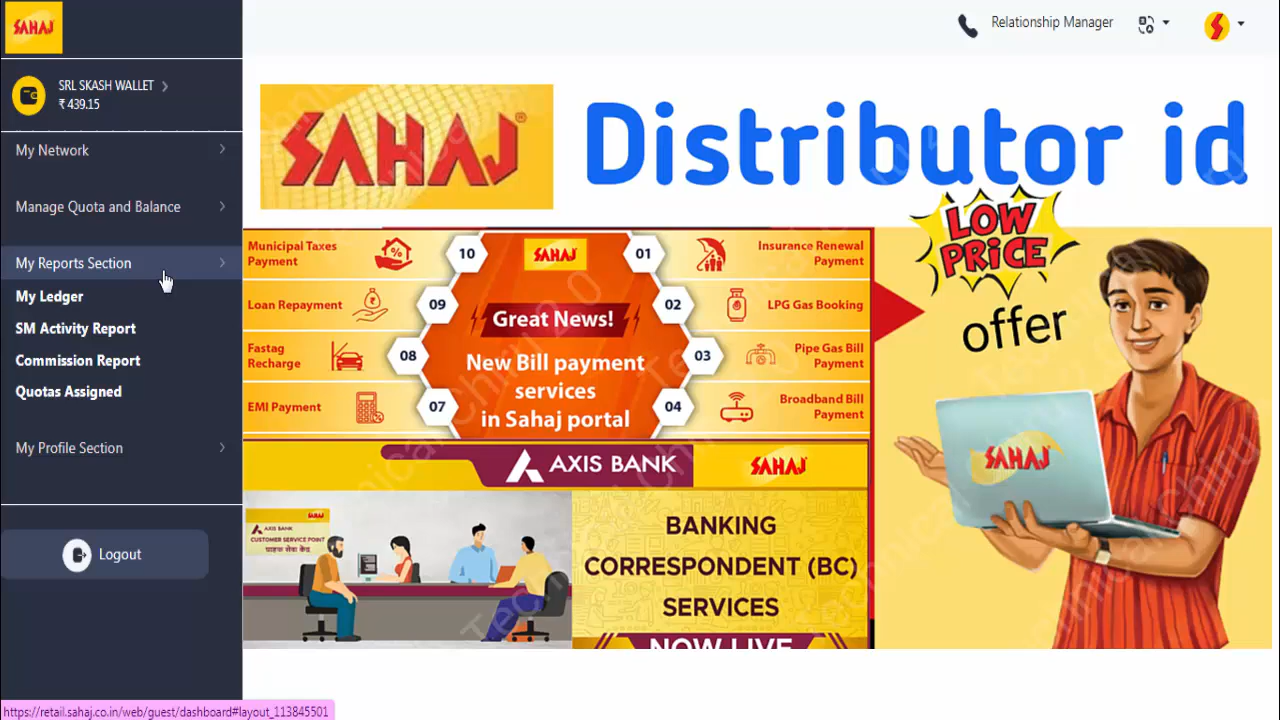 SAHAJ
Relationship Manager
SRL SKASH WALLET
₹ 439.15
My Network
Manage Quota and Balance
My Reports Section
My Ledger
SM Activity Report
Commission Report
Quotas Assigned
My Profile Section
Logout
SAHAJ®
Distributor id
LOW
PRiCE
offer
Municipal Taxes
Payment
10
SAHAJ
01
Insurance Renewal
Payment
Loan Repayment
09
Great News!
02
LPG Gas Booking
Fastag
Recharge
08
New Bill payment
services
in Sahaj portal
03
Pipe Gas Bill
Payment
EMI Payment
07
04
Broadband Bill
Payment
AXIS BANK
SAHAJ
SAHAJ
SAHAJ
AXIS BANK
CUSTOMER SERVICE POINT
ग्राहक सेवा केंद्र
BANKING
CORRESPONDENT (BC)
SERVICES
NOW LIVE
https://retail.sahaj.co.in/web/guest/dashboard#layout_113845501